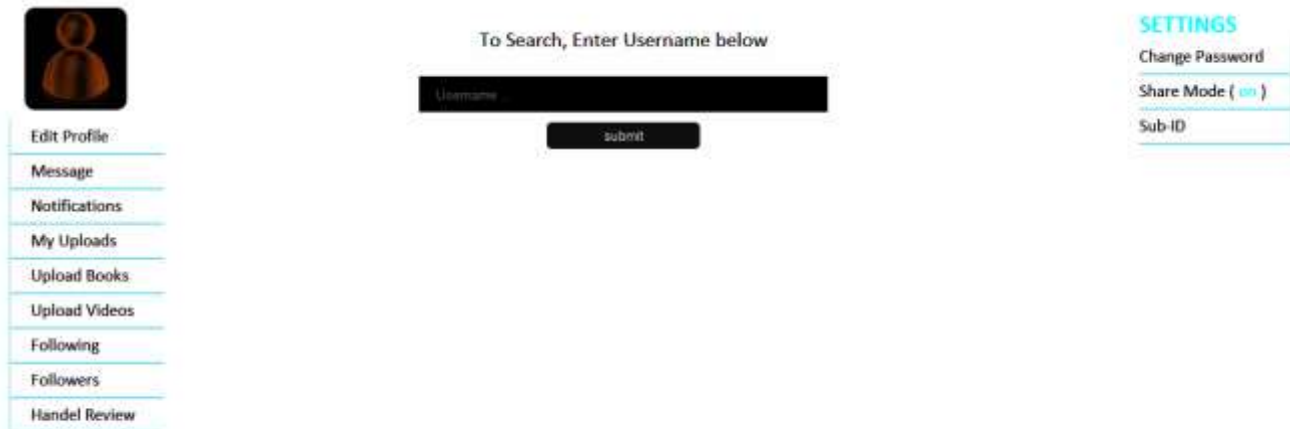 Edit Profile
Message
Notifications
My Uploads
Upload Books
Upload Videos
Following
Followers
Handel Review
To Search, Enter Username below
Username ..
submit
SETTINGS
Change Password
Share Mode ( on )
Sub-ID